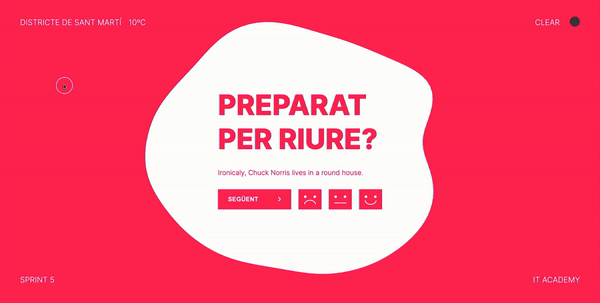 DISTRICTE DE SANT MARTÍ 10ºC
CLEAR
PREPARAT
PER RIURE?
Ironicaly, Chuck Norris lives in a round house.
SEGÜENT
SPRINT 5
IT ACADEMY